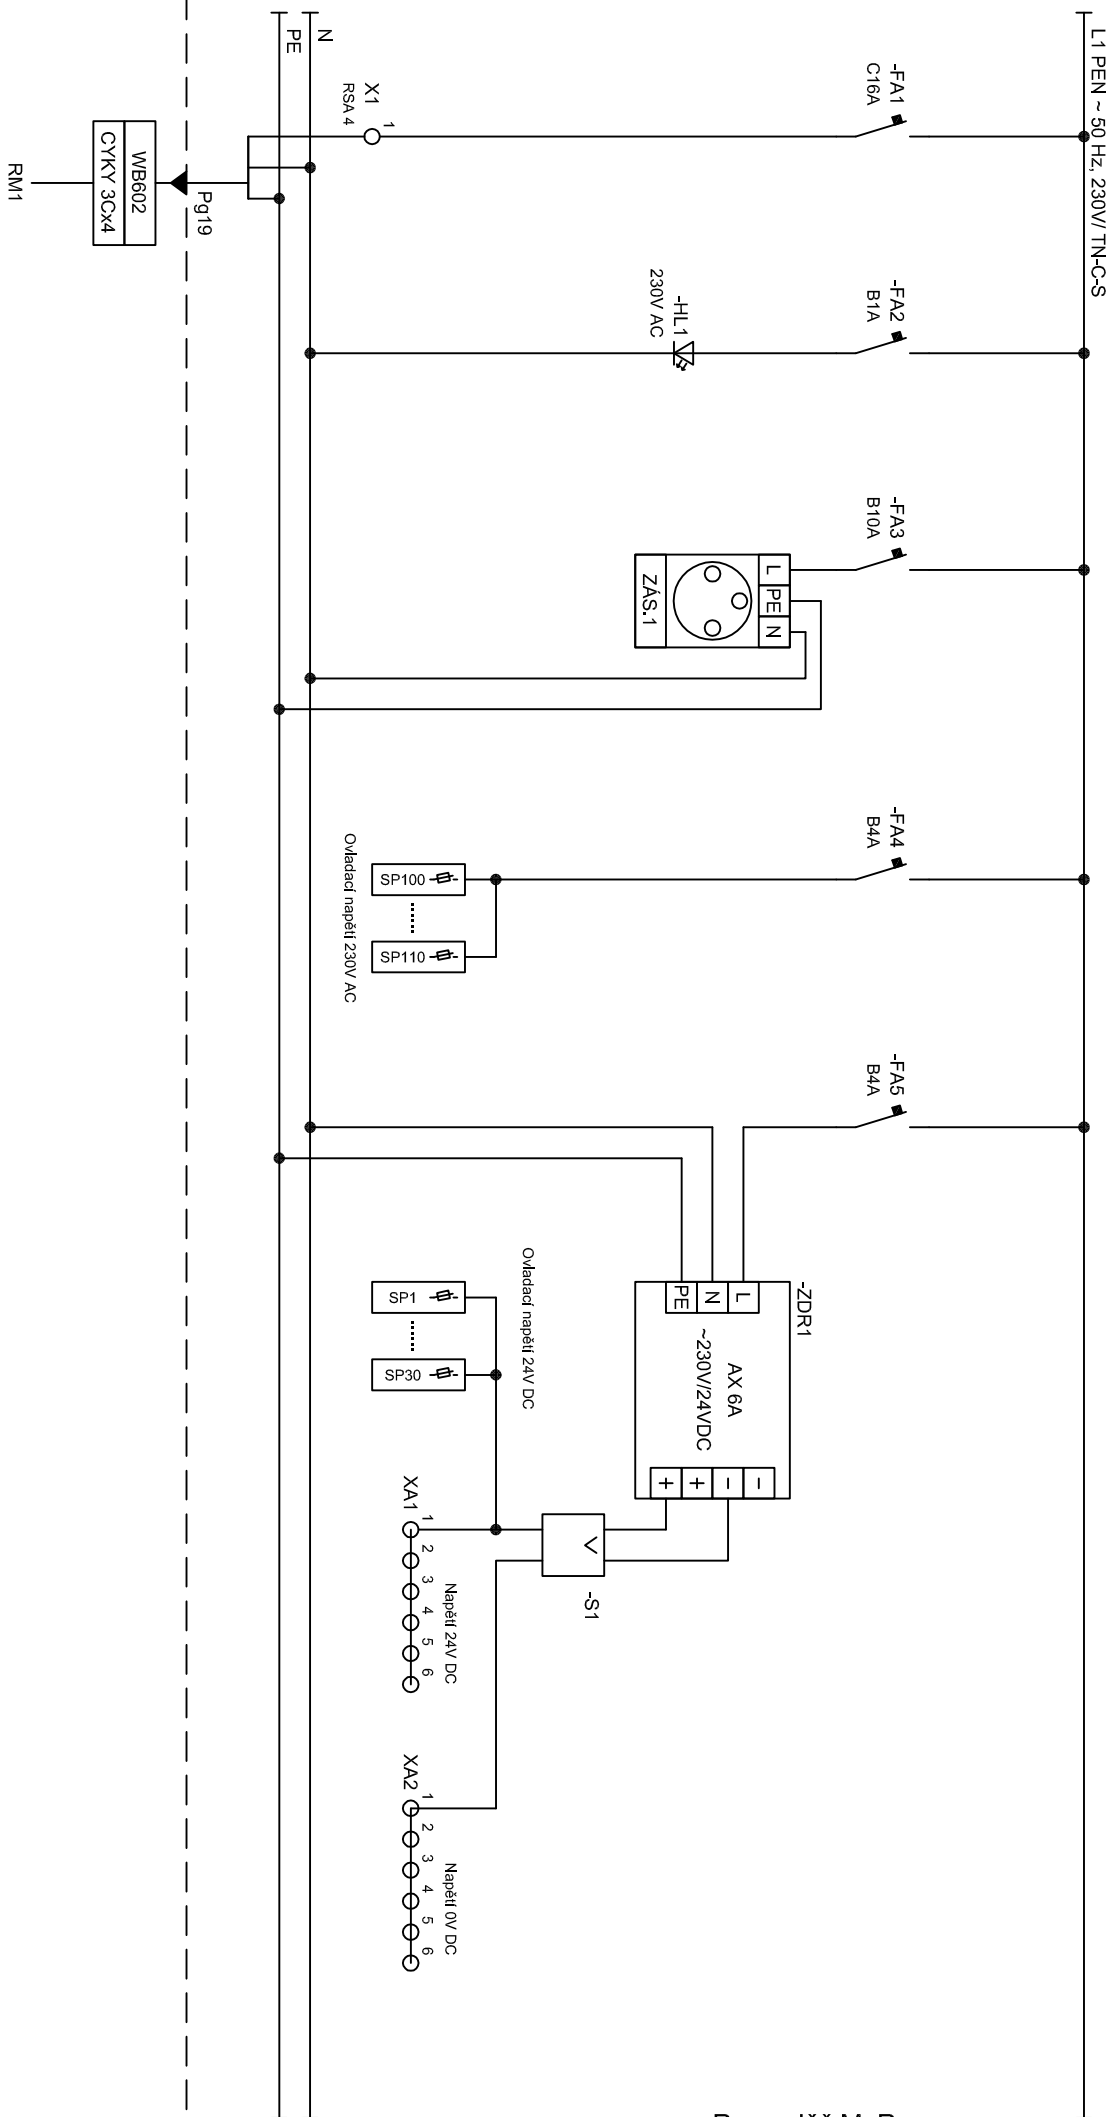 L1 PEN ~ 50 Hz, 230V/ TN-C-S
-FA1
C16A
X1
1
RSA 4
N
PE
Pg19
WB602
CYKY 3Cx4
RM1
-FA2
B1A
-HL1
230V AC
-FA3
B10A
L
PE
N
ZÁS.1
-FA4
B4A
SP100
SP110
Ovladací napětí 230V AC
-FA5
B4A
-ZDR1
L
N
PE
AX 6A
~230V/24VDC
-
-
+
+
Ovladací napětí 24V DC
SP1
SP30
-S1
XA1
1 2 3 4 5 6
Napětí 24V DC
XA2
1 2 3 4 5 6
Napětí 0V DC